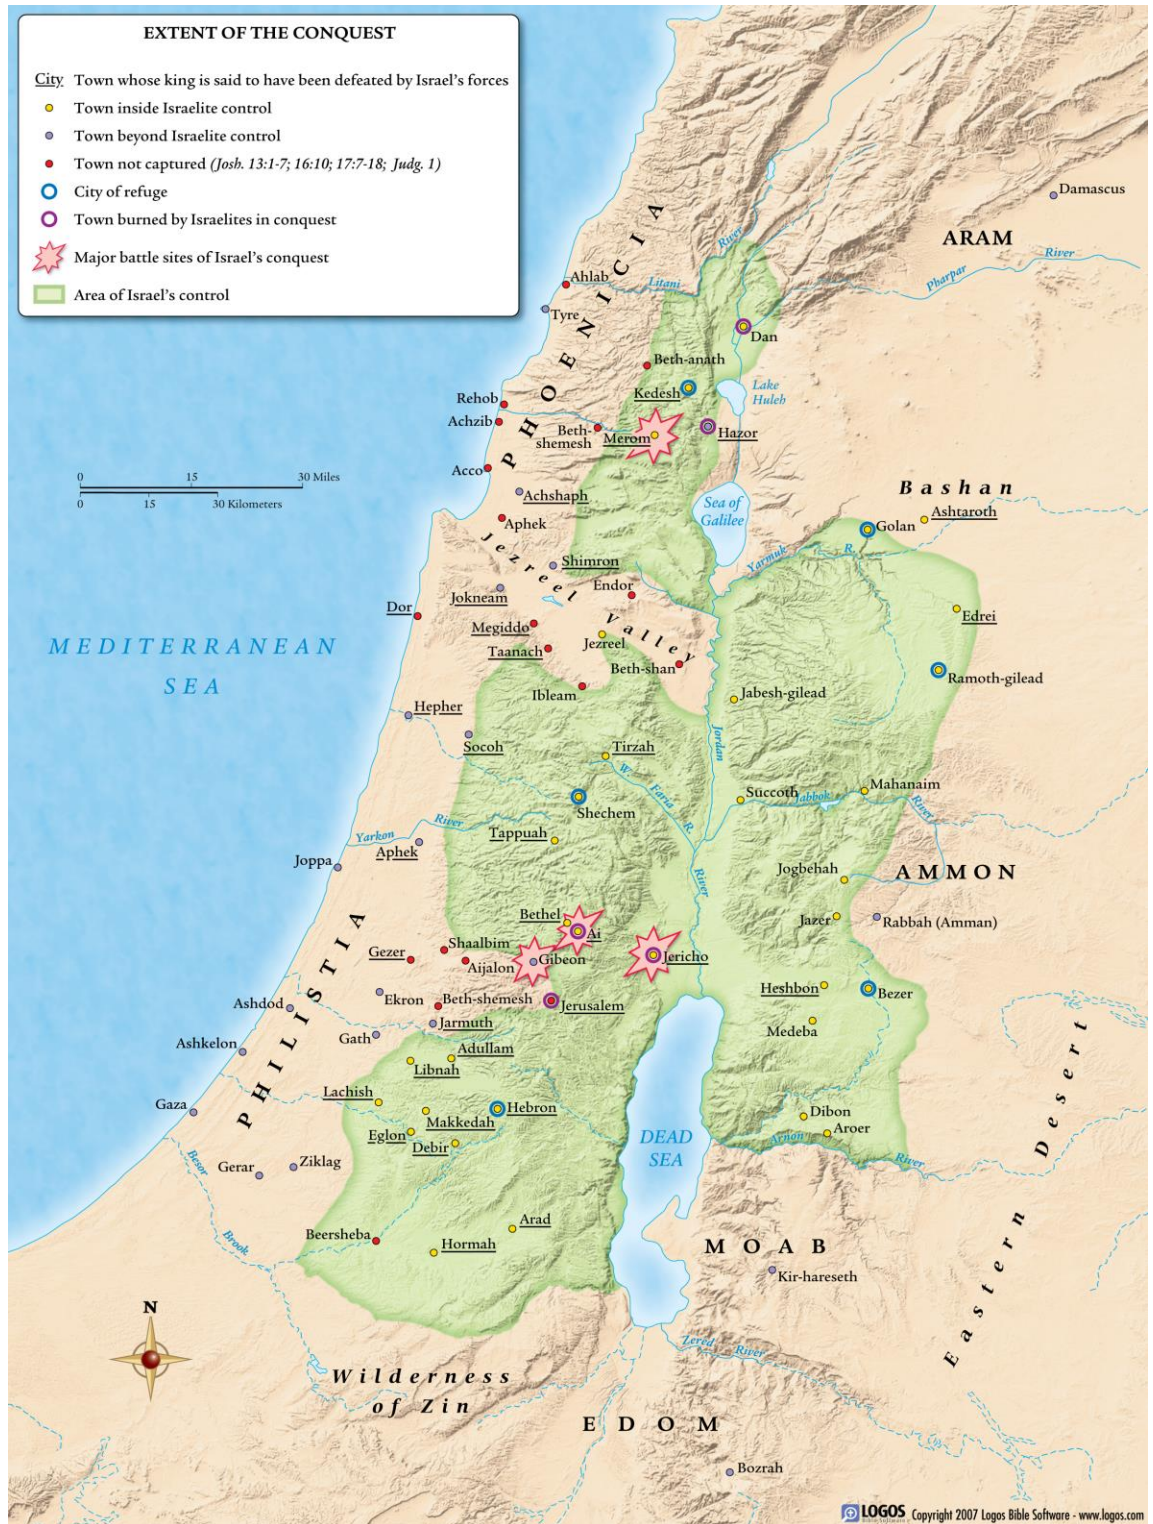 EXTENT OF THE CONQUEST
City Town whose king is said to have been defeated by Israel's forces
Town inside Israelite control
Town beyond Israelite control
Town not captured (Josh. 13:1-7; 16:10; 17:7-18; Judg. 1)
City of refuge
Town burned by Israelites in conquest
Major battle sites of Israel's conquest
Area of Israel's control
Damascus
ARAM
PHOENICIA
River
Litani
Pharpar
River
Ahlab
Tyre
Dan
Beth-anath
Kedesh
Lake
Huleh
Rehob
Achzib
Beth-
shemesh
Merom
Hazor
Acco
Achshaph
Aphek
0 15 30 Miles
0 15 30 Kilometers
Sea of
Galilee
Bashan
Ashtaroth
Golan
Yarmuk
R.
Jezreel
Valley
Shimron
Jokneam
Endor
Dor
Megiddo
Taanach
Jezreel
Beth-shan
Ibleam
Edrei
Ramoth-gilead
Jabesh-gilead
MEDITERRANEAN
SEA
Hepher
Socoh
Tirzah
Jordan
W.
Faria
R.
Shechem
Succoth
Jabbok
Mahanaim
River
Yarkon
River
Tappuah
Aphek
Joppa
River
Jogbehah
AMMON
Jazer
Rabbah (Amman)
PHILISTIA
Bethel
Ai
Gibeon
Jericho
Gezer
Shaalbim
Aijalon
Ekron
Beth-shemesh
Jerusalem
Heshbon
Bezer
Medeba
Ashdod
Jarmuth
Gath
Ashkelon
Adullam
Libnah
Lachish
Hebron
Makkedah
Eglon
Debir
Gaza
Dibon
Aroer
Arnon
River
DEAD
SEA
Eastern Desert
Besor
Brook
Gerar
Ziklag
Beersheba
Arad
Hormah
MOAB
Kir-hareseth
N
Zered
River
Wilderness
of Zin
EDOM
Bozrah
LOGOS Copyright 2007 Logos Bible Software - www.logos.com